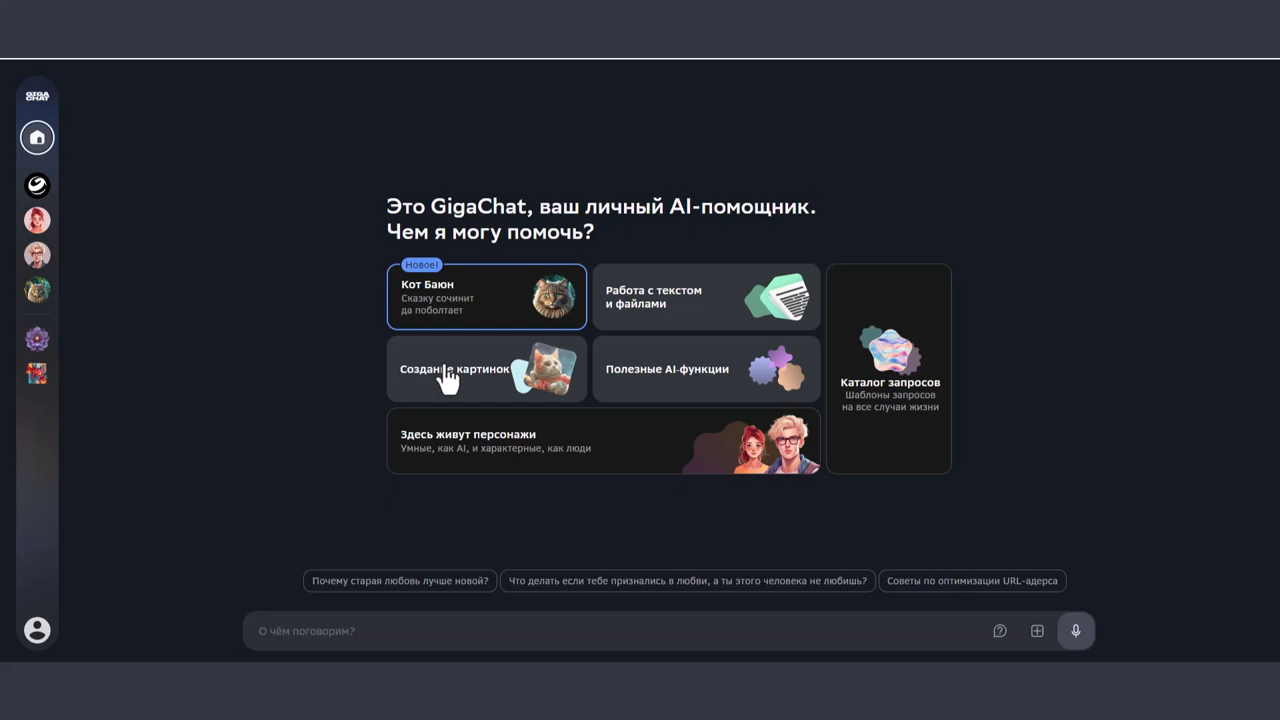 GIGA
CHAT
Это GigaChat, ваш личный AI-помощник.
Чем я могу помочь?
Новое!
Кот Баюн
Сказку сочинит
да поболтает
Работа с текстом
и файлами
Создание картинок
Полезные AI-функции
Каталог запросов
Шаблоны запросов
на все случаи жизни
Здесь живут персонажи
Умные, как AI, и характерные, как люди
Почему старая любовь лучше новой?
Что делать если тебе признались в любви, а ты этого человека не любишь?
Советы по оптимизации URL-адерса
О чём поговорим?